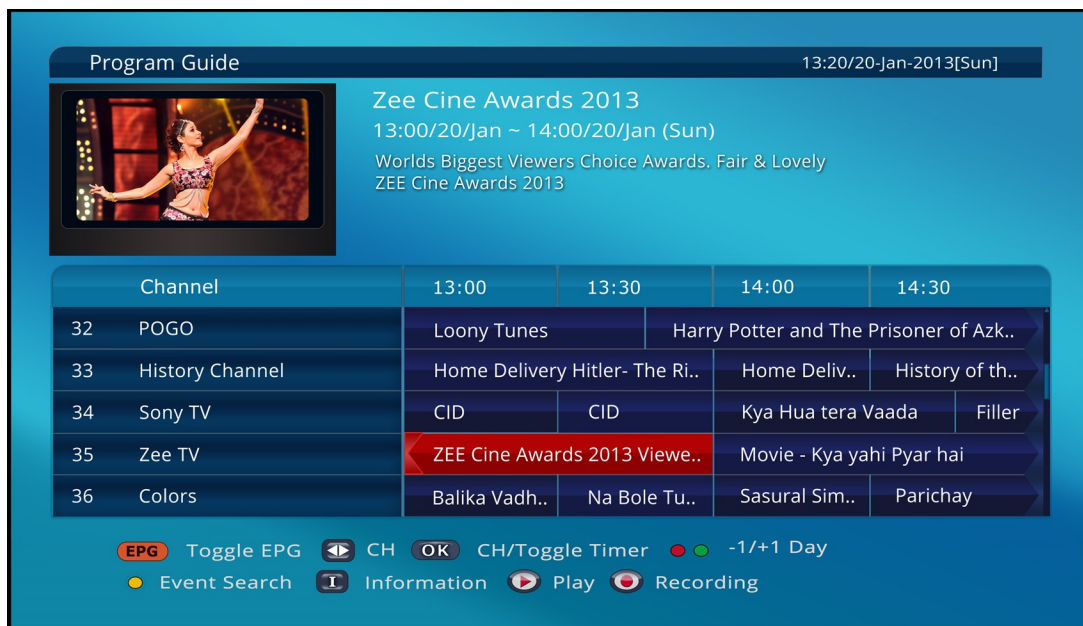 Program Guide 13:20/20-Jan-2013[Sun]
Zee Cine Awards 2013
13:00/20/Jan ~ 14:00/20/Jan (Sun)
Worlds Biggest Viewers Choice Awards. Fair & Lovely
ZEE Cine Awards 2013
Channel 13:00 13:30 14:00 14:30
32 POGO Loony Tunes Harry Potter and The Prisoner of Azk..
33 History Channel Home Delivery Hitler- The Ri.. Home Deliv.. History of th..
34 Sony TV CID CID Kya Hua tera Vaada Filler
35 Zee TV ZEE Cine Awards 2013 Viewe.. Movie - Kya yahi Pyar hai
36 Colors Balika Vadh.. Na Bole Tu.. Sasural Sim.. Parichay
EPG Toggle EPG CH OK CH/Toggle Timer -1/+1 Day
Event Search I Information Play Recording